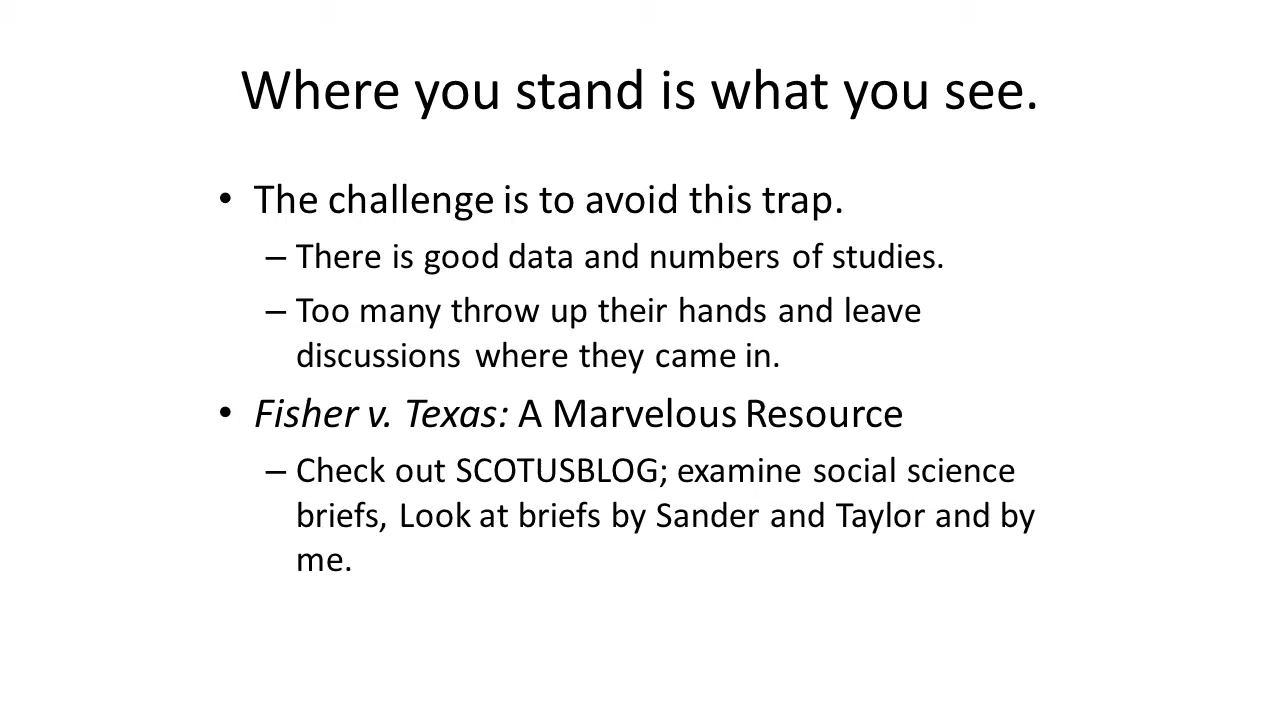 Where you stand is what you see.
• The challenge is to avoid this trap.
– There is good data and numbers of studies.
– Too many throw up their hands and leave
discussions where they came in.
• Fisher v. Texas: A Marvelous Resource
– Check out SCOTUSBLOG; examine social science
briefs, Look at briefs by Sander and Taylor and by
me.